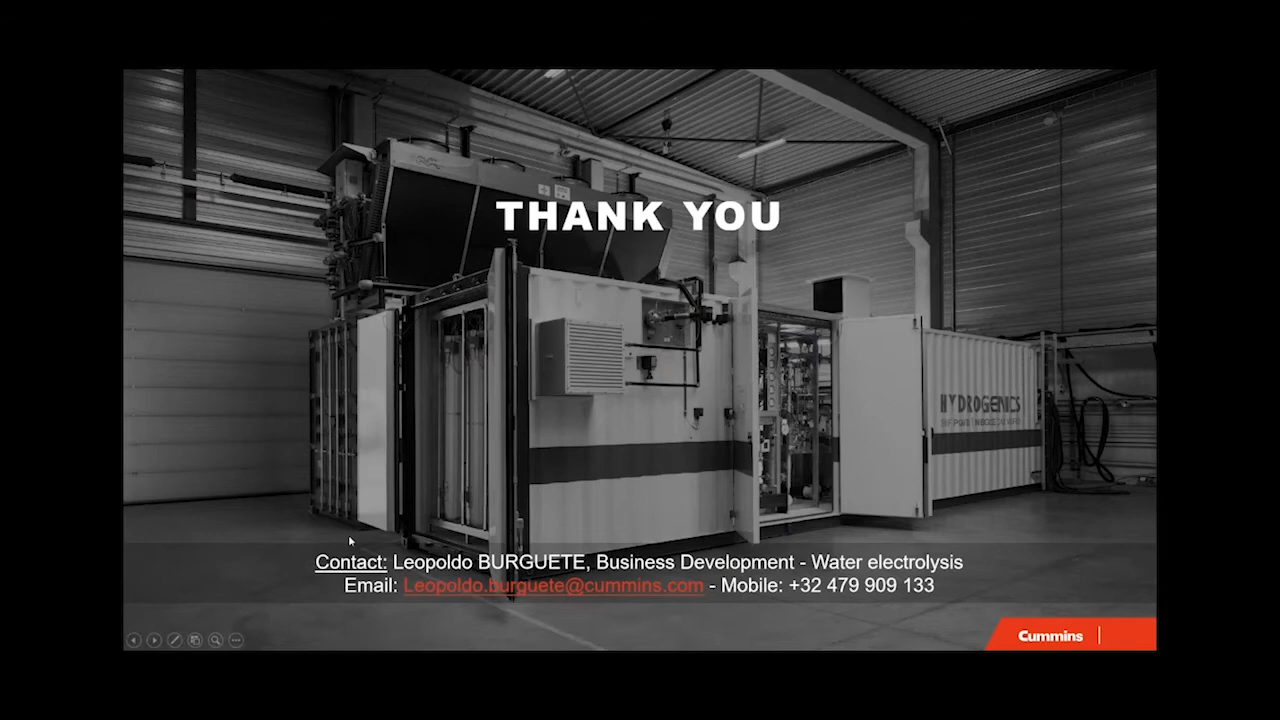 THANK YOU
HYDROGENICS
Contact: Leopoldo BURGUETE, Business Development - Water electrolysis
Email: Leopoldo.burguete@cummins.com - Mobile: +32 479 909 133
Cummins